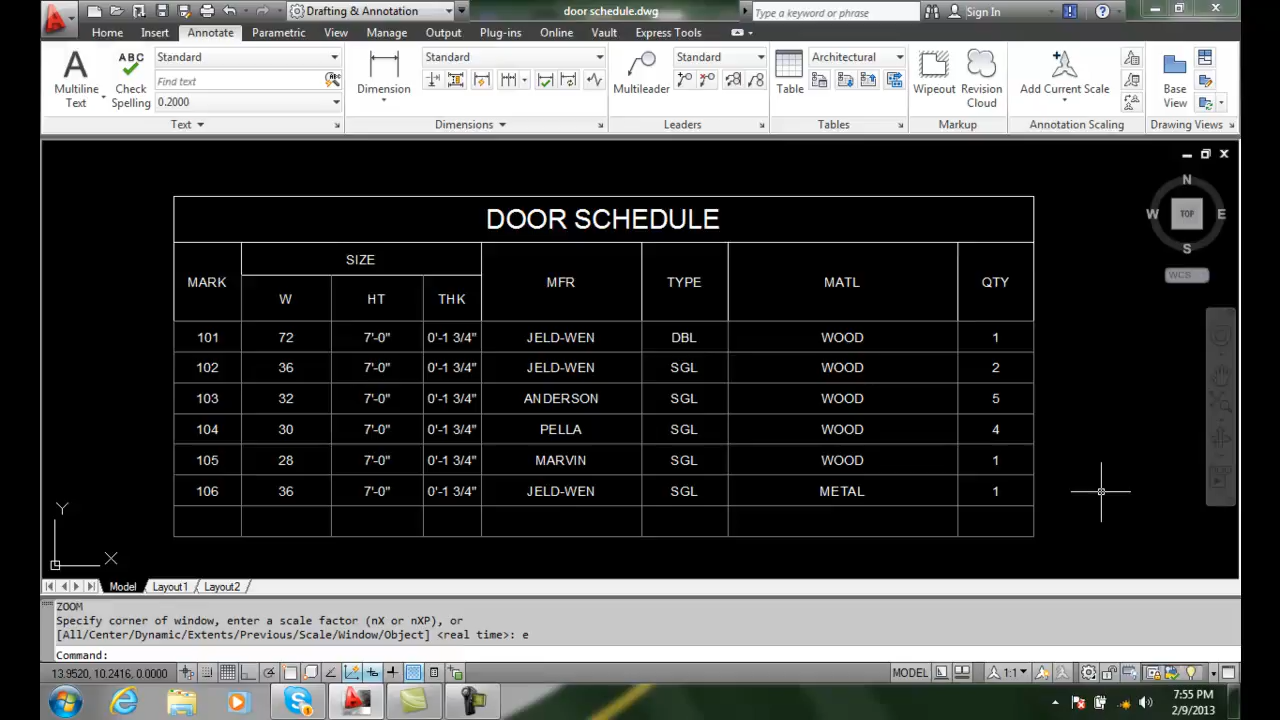 Drafting & Annotation
door schedule.dwg
Type a keyword or phrase
Sign In
Home Insert Annotate Parametric View Manage Output Plug-ins Online Vault Express Tools
Multiline Text
ABC
Check Spelling
Standard
Find text
0.2000
Dimension
Standard
Multileader
Standard
Table
Architectural
Wipeout
Revision Cloud
Add Current Scale
Base View
Text Dimensions Leaders Tables Markup Annotation Scaling Drawing Views
N
W TOP E
S
WCS
DOOR SCHEDULE
MARK SIZE MFR TYPE MATL QTY
W HT THK
101 72 7'-0" 0'-1 3/4" JELD-WEN DBL WOOD 1
102 36 7'-0" 0'-1 3/4" JELD-WEN SGL WOOD 2
103 32 7'-0" 0'-1 3/4" ANDERSON SGL WOOD 5
104 30 7'-0" 0'-1 3/4" PELLA SGL WOOD 4
105 28 7'-0" 0'-1 3/4" MARVIN SGL WOOD 1
106 36 7'-0" 0'-1 3/4" JELD-WEN SGL METAL 1
Y
X
Model Layout1 Layout2
ZOOM
Specify corner of window, enter a scale factor (nX or nXP), or
[All/Center/Dynamic/Extents/Previous/Scale/Window/Object] <real time>: e
Command:
13.9520, 10.2416, 0.0000
MODEL
1:1
7:55 PM
2/9/2013